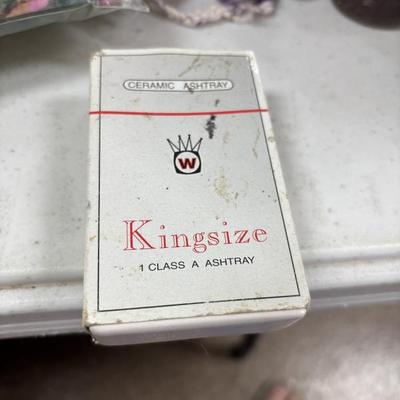 CERAMIC ASHTRAY
W
Kingsize
1 CLASS A ASHTRAY